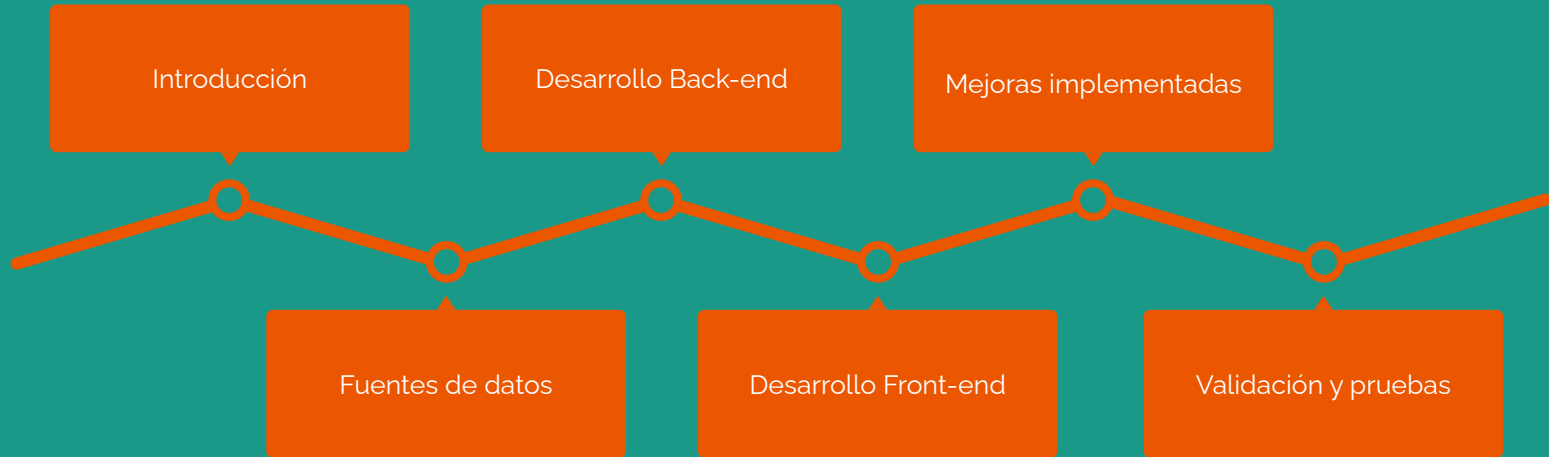 Introducción
Desarrollo Back-end
Mejoras implementadas
Fuentes de datos
Desarrollo Front-end
Validación y pruebas